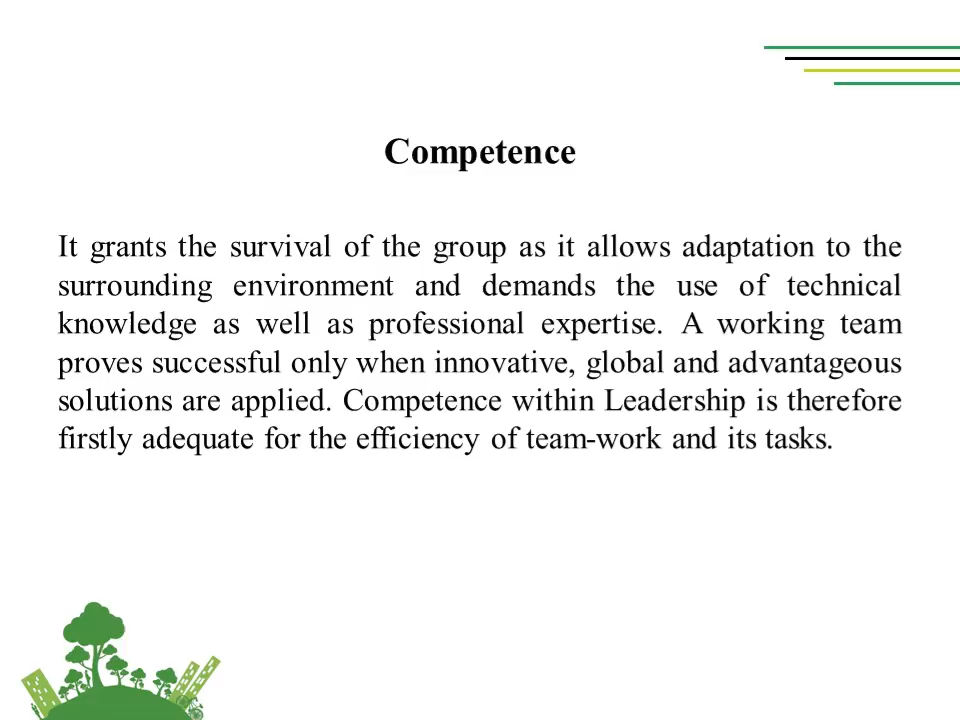 Competence
It grants the survival of the group as it allows adaptation to the
surrounding environment and demands the use of technical
knowledge as well as professional expertise. A working team
proves successful only when innovative, global and advantageous
solutions are applied. Competence within Leadership is therefore
firstly adequate for the efficiency of team-work and its tasks.